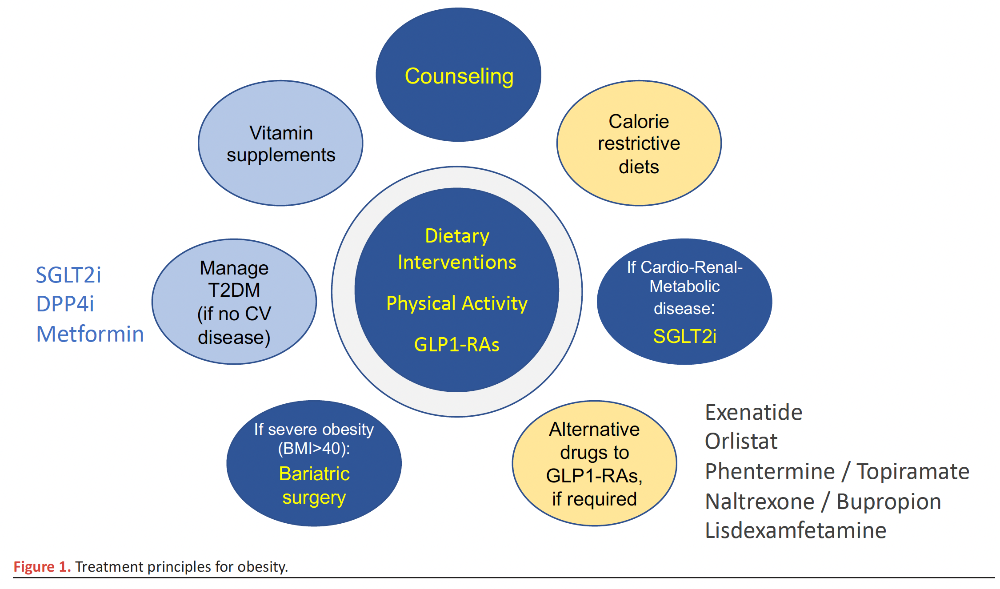 Counseling
Vitamin
supplements
Calorie
restrictive
diets
Dietary
Interventions
Physical Activity
GLP1-RAs
SGLT2i
DPP4i
Metformin
Manage
T2DM
(if no CV
disease)
If Cardio-Renal-
Metabolic
disease:
SGLT2i
If severe obesity
(BMI>40):
Bariatric
surgery
Alternative
drugs to
GLP1-RAs,
if required
Exenatide
Orlistat
Phentermine / Topiramate
Naltrexone / Bupropion
Lisdexamfetamine
Figure 1. Treatment principles for obesity.